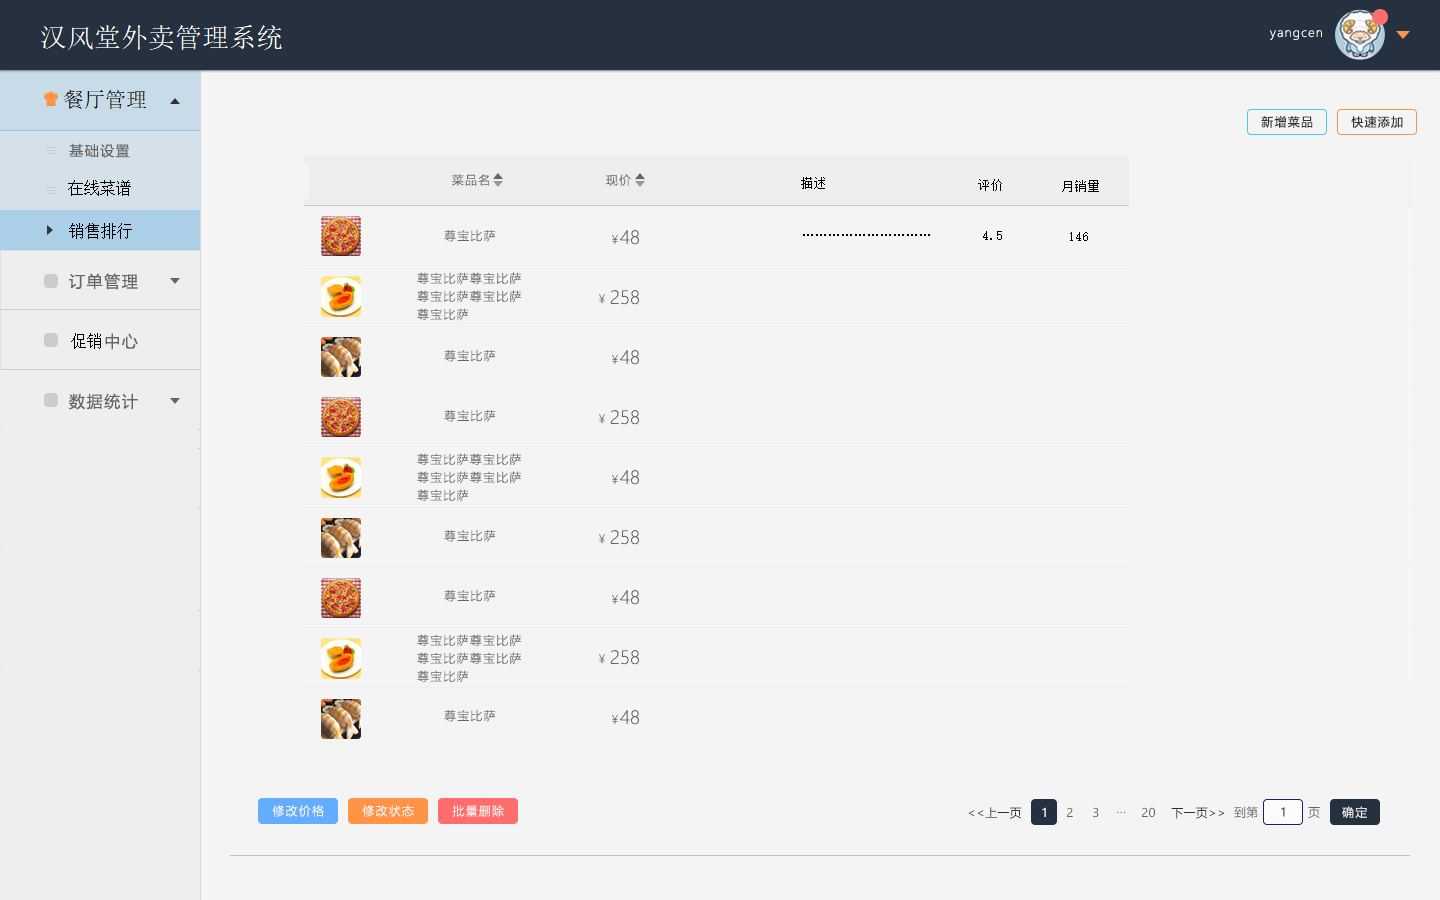 汉风堂外卖管理系统
yangcen
餐厅管理
基础设置
在线菜谱
销售排行
订单管理
促销中心
数据统计
新增菜品 快速添加
菜品名 现价 描述 评价 月销量
尊宝比萨 ¥48 ························ 4.5 146
尊宝比萨尊宝比萨
尊宝比萨尊宝比萨
尊宝比萨
¥ 258
尊宝比萨 ¥48
尊宝比萨 ¥ 258
尊宝比萨尊宝比萨
尊宝比萨尊宝比萨
尊宝比萨
¥48
尊宝比萨 ¥ 258
尊宝比萨 ¥48
尊宝比萨尊宝比萨
尊宝比萨尊宝比萨
尊宝比萨
¥ 258
尊宝比萨 ¥48
修改价格 修改状态 批量删除
<<上一页 1 2 3 ··· 20 下一页>> 到第 1 页 确定